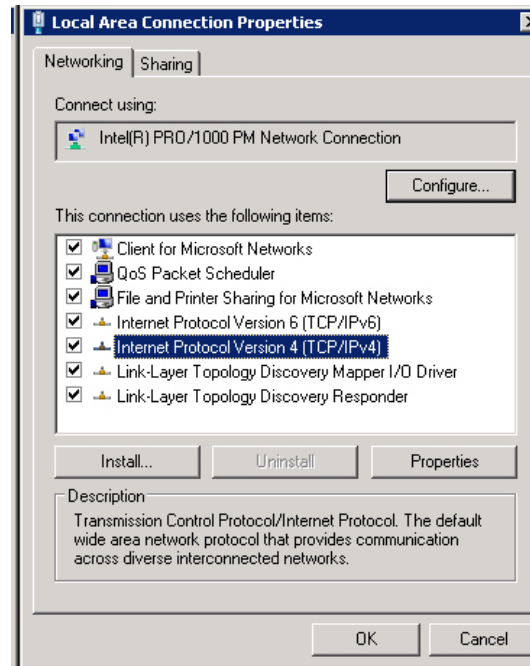 Local Area Connection Properties
Networking
Sharing
Connect using:
Intel(R) PRO/1000 PM Network Connection
Configure...
This connection uses the following items:
Client for Microsoft Networks
QoS Packet Scheduler
File and Printer Sharing for Microsoft Networks
Internet Protocol Version 6 (TCP/IPv6)
Internet Protocol Version 4 (TCP/IPv4)
Link-Layer Topology Discovery Mapper I/O Driver
Link-Layer Topology Discovery Responder
Install...
Uninstall
Properties
Description
Transmission Control Protocol/Internet Protocol. The default
wide area network protocol that provides communication
across diverse interconnected networks.
OK
Cancel